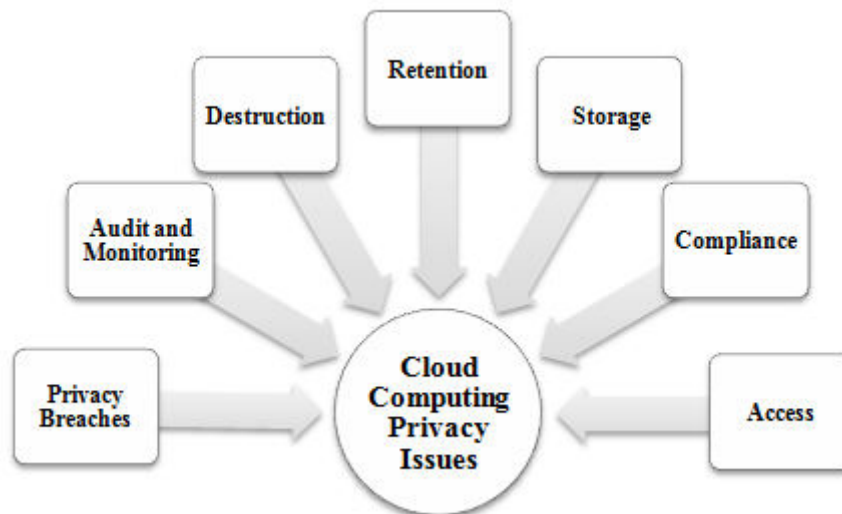 Retention
Destruction
Storage
Audit and
Monitoring
Compliance
Privacy
Breaches
Cloud
Computing
Privacy
Issues
Access